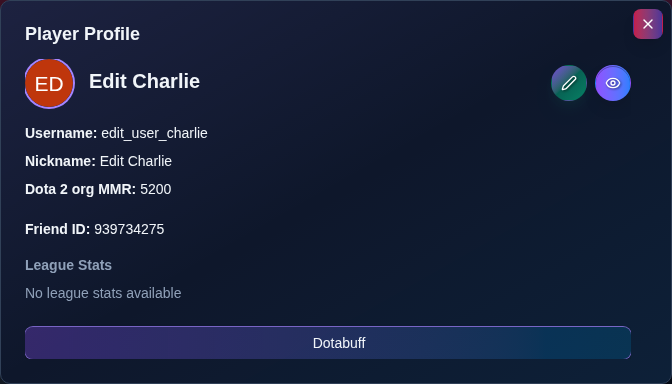 Player Profile
ED
Edit Charlie
Username: edit_user_charlie
Nickname: Edit Charlie
Dota 2 org MMR: 5200
Friend ID: 939734275
League Stats
No league stats available
Dotabuff